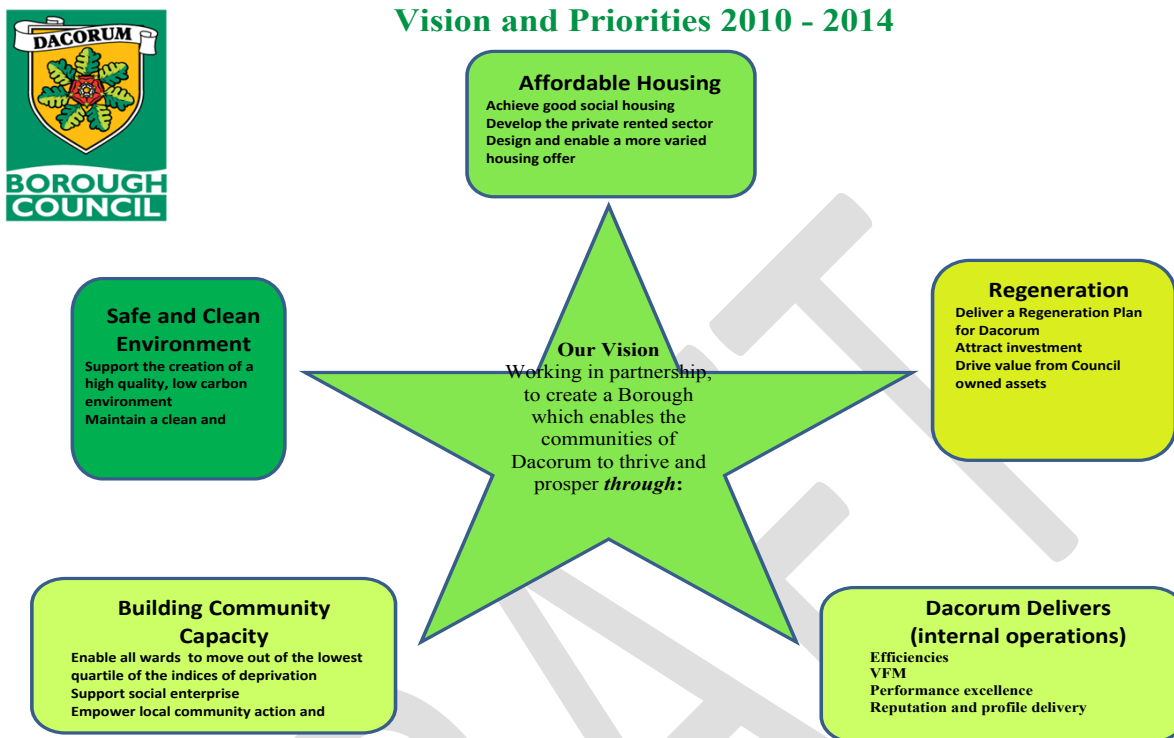 Vision and Priorities 2010 - 2014
DACORUM
BOROUGH
COUNCIL
Affordable Housing
Achieve good social housing
Develop the private rented sector
Design and enable a more varied
housing offer
Safe and Clean
Environment
Support the creation of a
high quality, low carbon
environment
Maintain a clean and
Our Vision
Working in partnership,
to create a Borough
which enables the
communities of
Dacorum to thrive and
prosper through:
Regeneration
Deliver a Regeneration Plan
for Dacorum
Attract investment
Drive value from Council
owned assets
Building Community
Capacity
Enable all wards to move out of the lowest
quartile of the indices of deprivation
Support social enterprise
Empower local community action and
Dacorum Delivers
(internal operations)
Efficiencies
VFM
Performance excellence
Reputation and profile delivery
DRAFT